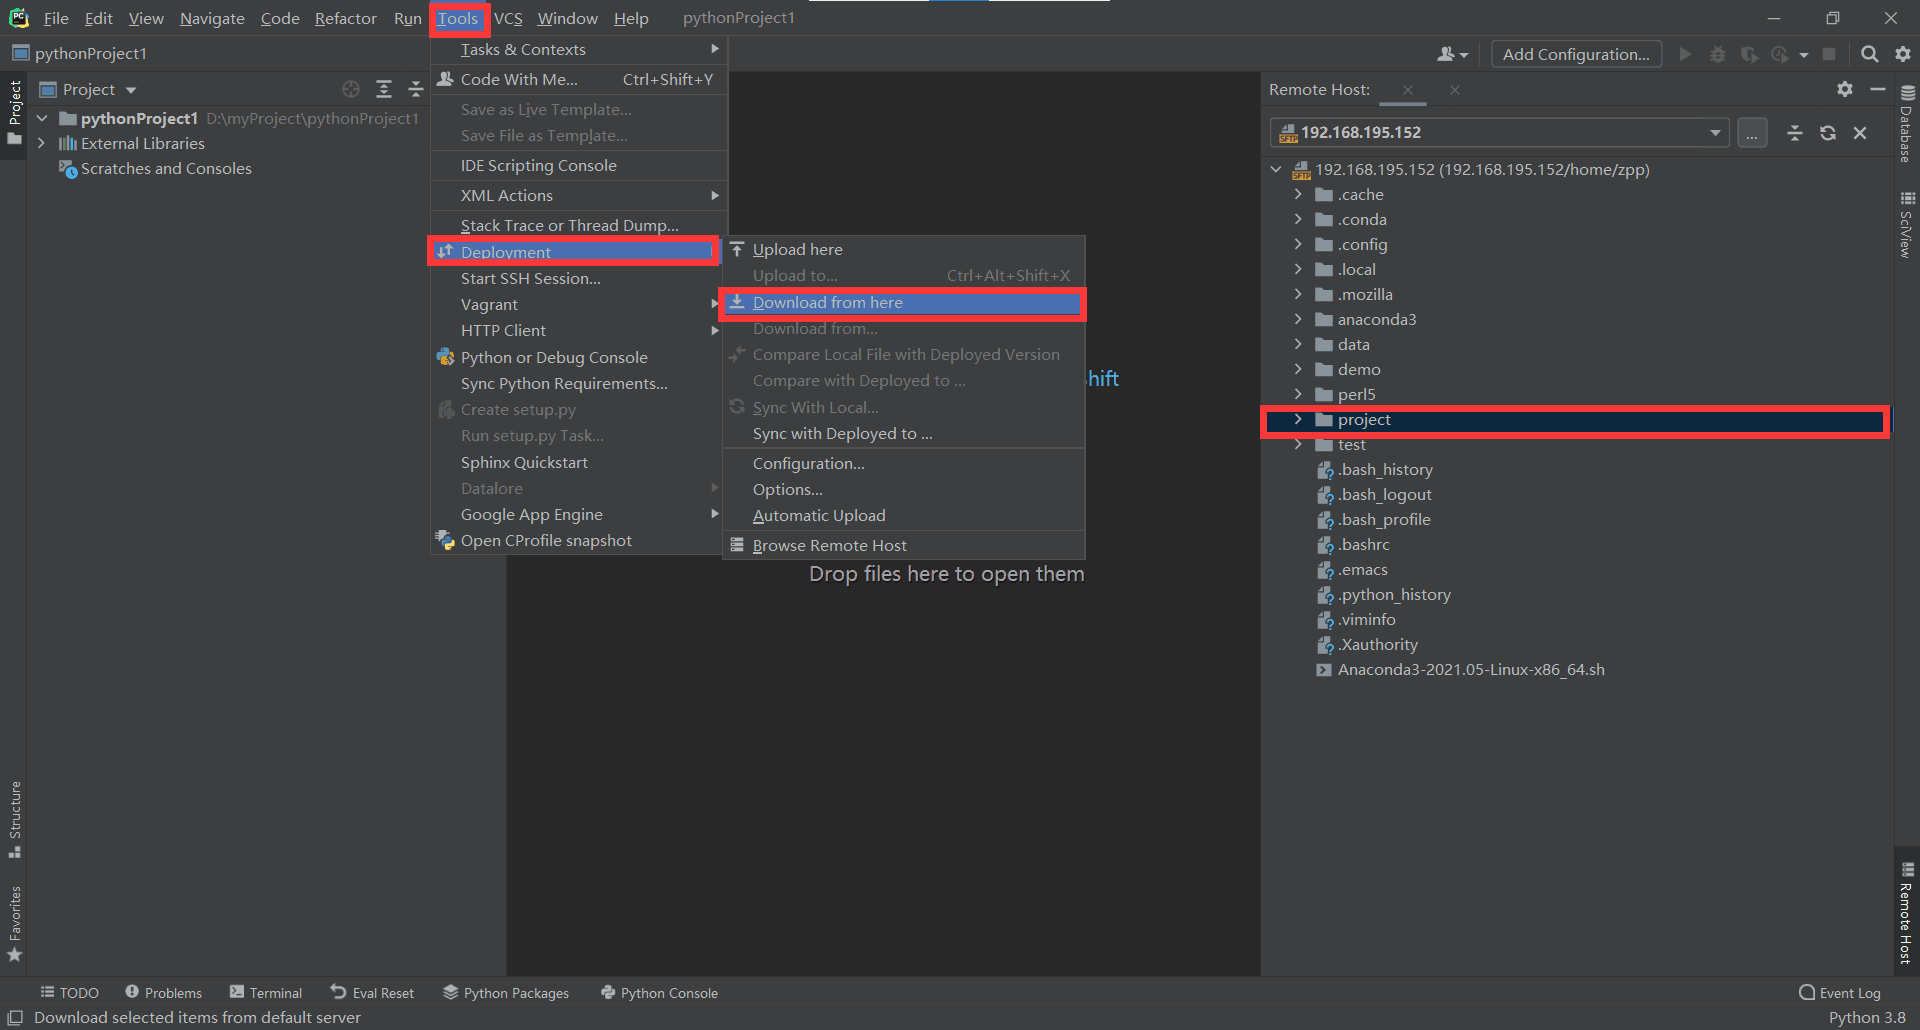 File Edit View Navigate Code Refactor Run Tools VCS Window Help pythonProject1
pythonProject1
Add Configuration...
Project
Project
pythonProject1 D:\myProject\pythonProject1
External Libraries
Scratches and Consoles
Structure
Favorites
Tasks & Contexts
Code With Me... Ctrl+Shift+Y
Save as Live Template...
Save File as Template...
IDE Scripting Console
XML Actions
Stack Trace or Thread Dump...
Deployment
Start SSH Session...
Vagrant
HTTP Client
Python or Debug Console
Sync Python Requirements...
Create setup.py
Run setup.py Task...
Sphinx Quickstart
Datalore
Google App Engine
Open CProfile snapshot
Upload here
Upload to... Ctrl+Alt+Shift+X
Download from here
Download from...
Compare Local File with Deployed Version
Compare with Deployed to ...
Sync With Local...
Sync with Deployed to ...
Configuration...
Options...
Automatic Upload
Browse Remote Host
hift
Drop files here to open them
Remote Host:
192.168.195.152
...
192.168.195.152 (192.168.195.152/home/zpp)
.cache
.conda
.config
.local
.mozilla
anaconda3
data
demo
perl5
project
test
.bash_history
.bash_logout
.bash_profile
.bashrc
.emacs
.python_history
.viminfo
.Xauthority
Anaconda3-2021.05-Linux-x86_64.sh
Database
SciView
Remote Host
TODO Problems Terminal Eval Reset Python Packages Python Console Event Log
Download selected items from default server Python 3.8